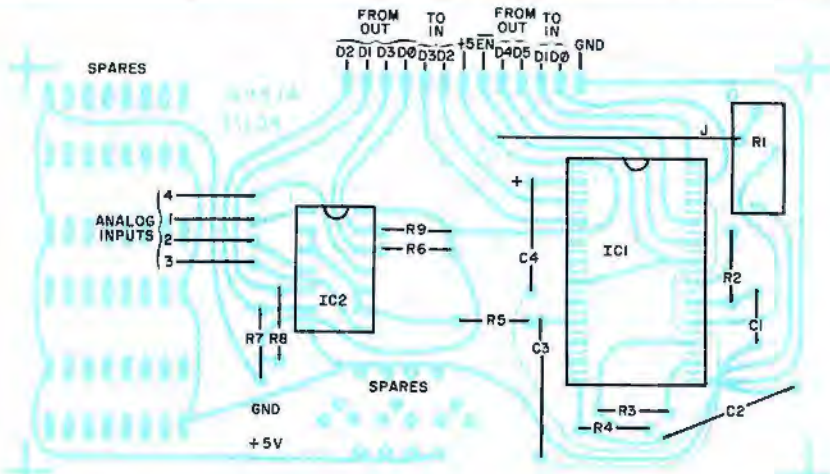 FROM OUT TO IN FROM OUT TO IN
D2 D1 D3 D0 D3 D2 +5 EN D4 D5 D1 D0 GND
SPARES
J
R1
+
4
ANALOG INPUTS
1
2
3
R9
R6
C4
IC1
R2
IC2
R5
C1
R7
R8
C3
SPARES
GND
R3
C2
+5V
R4